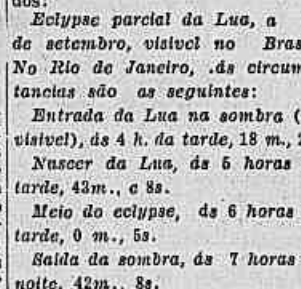 dos:
Eclypse parcial da Lua, a
de setembro, visivel no Bras
No Rio de Janeiro, .ás circum
tancias são as seguintes:
Entrada da Lua na sombra (
visivel), ás 4 h. da tarde, 18 m.,
Nascer da Lua, ás 5 horas
tarde, 43m., e 8s.
Meio do eclypse, ás 6 horas
tarde, 0 m., 5s.
Saída da sombra, ás 7 horas
noite, 42m., 8s.